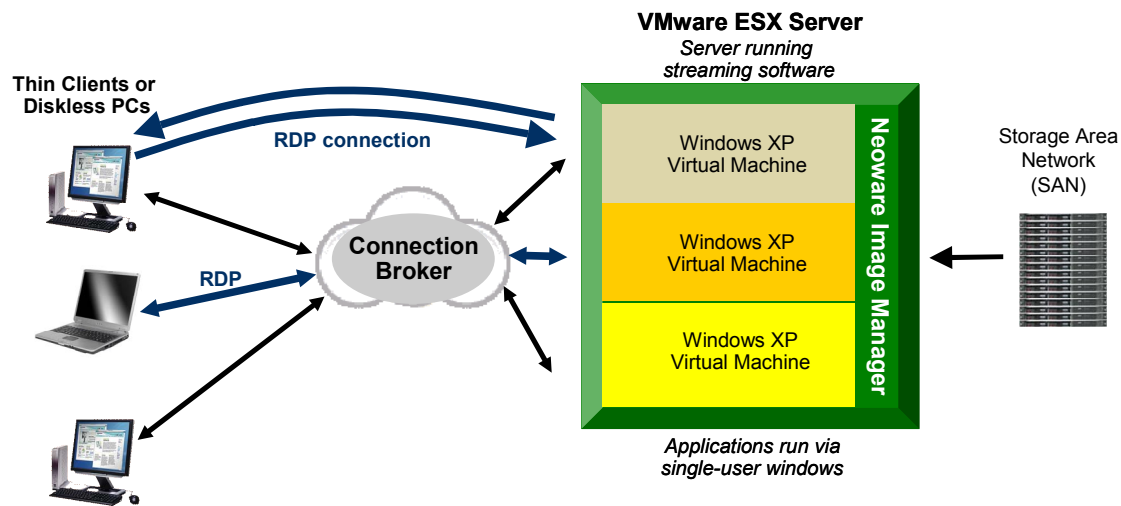 VMware ESX Server
Server running
streaming software
Thin Clients or
Diskless PCs
RDP connection
Windows XP
Virtual Machine
Neoware Image Manager
Storage Area
Network
(SAN)
Connection
Broker
Windows XP
Virtual Machine
RDP
Windows XP
Virtual Machine
Applications run via
single-user windows